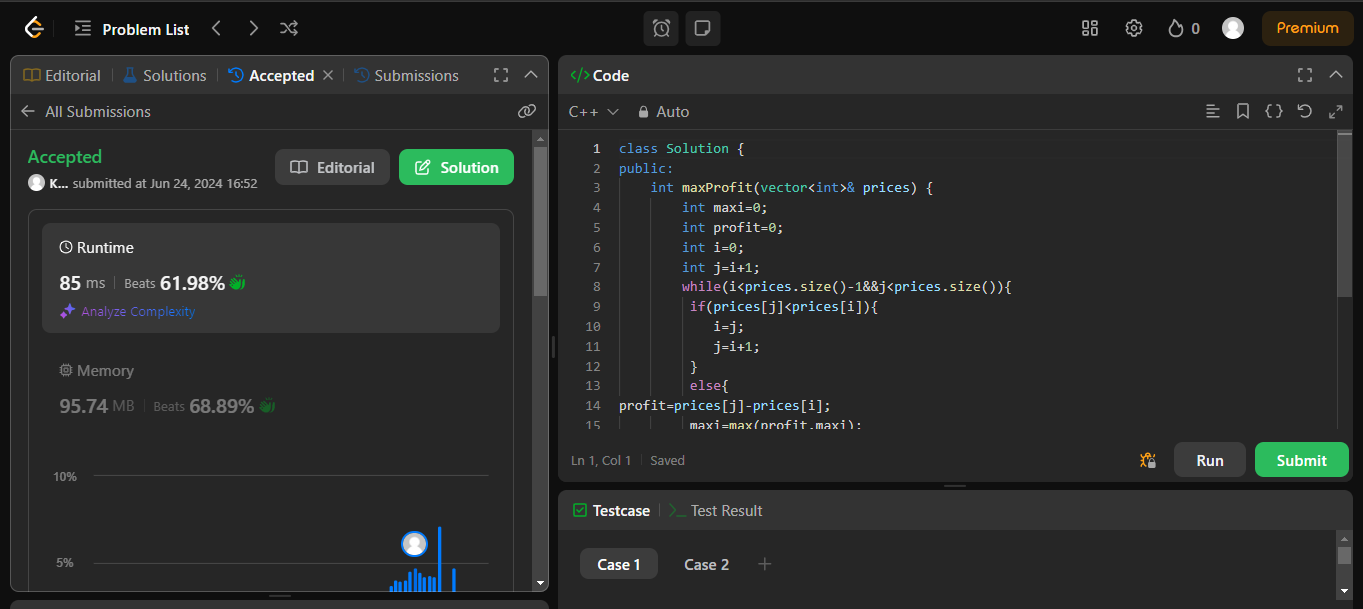 Problem List
0
Premium
Editorial
Solutions
Accepted
Submissions
All Submissions
Accepted
K... submitted at Jun 24, 2024 16:52
Editorial
Solution
Runtime
85 ms
Beats 61.98%
Analyze Complexity
Memory
95.74 MB
Beats 68.89%
10%
5%
</> Code
C++
Auto
1 class Solution {
2 public:
3 int maxProfit(vector<int>& prices) {
4 int maxi=0;
5 int profit=0;
6 int i=0;
7 int j=i+1;
8 while(i<prices.size()-1&&j<prices.size()){
9 if(prices[j]<prices[i]){
10 i=j;
11 j=i+1;
12 }
13 else{
14 profit=prices[j]-prices[i];
15 maxi=max(profit,maxi);
Ln 1, Col 1
Saved
Run
Submit
Testcase
Test Result
Case 1
Case 2